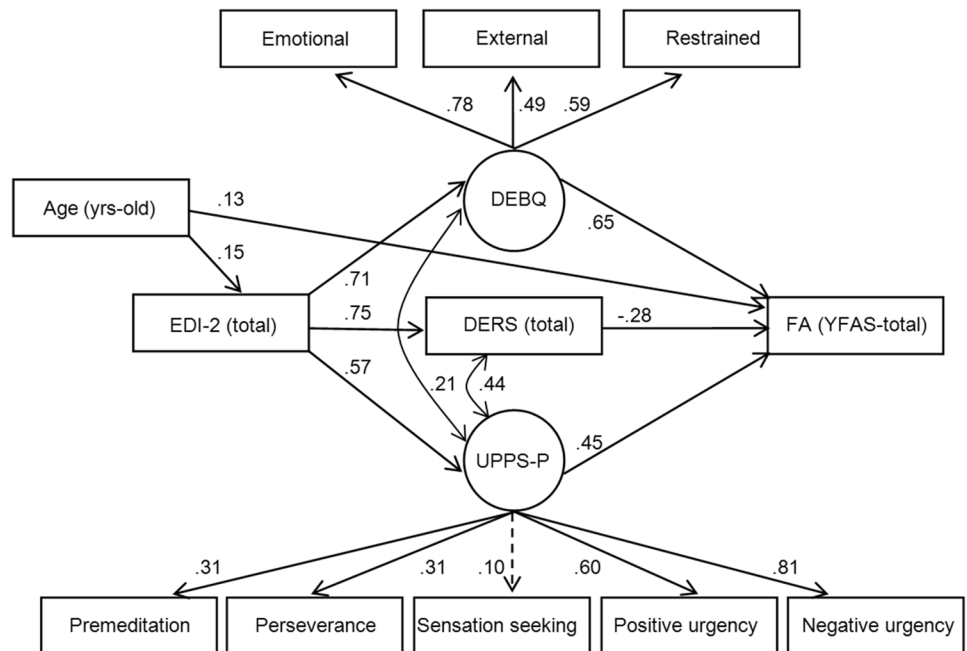 Emotional External Restrained
.78 .49 .59
DEBQ
Age (yrs-old) .13
.65
.15
.71
EDI-2 (total) .75 DERS (total) -.28 FA (YFAS-total)
.57 .21 .44
.45
UPPS-P
.31 .31 .10 .60 .81
Premeditation Perseverance Sensation seeking Positive urgency Negative urgency